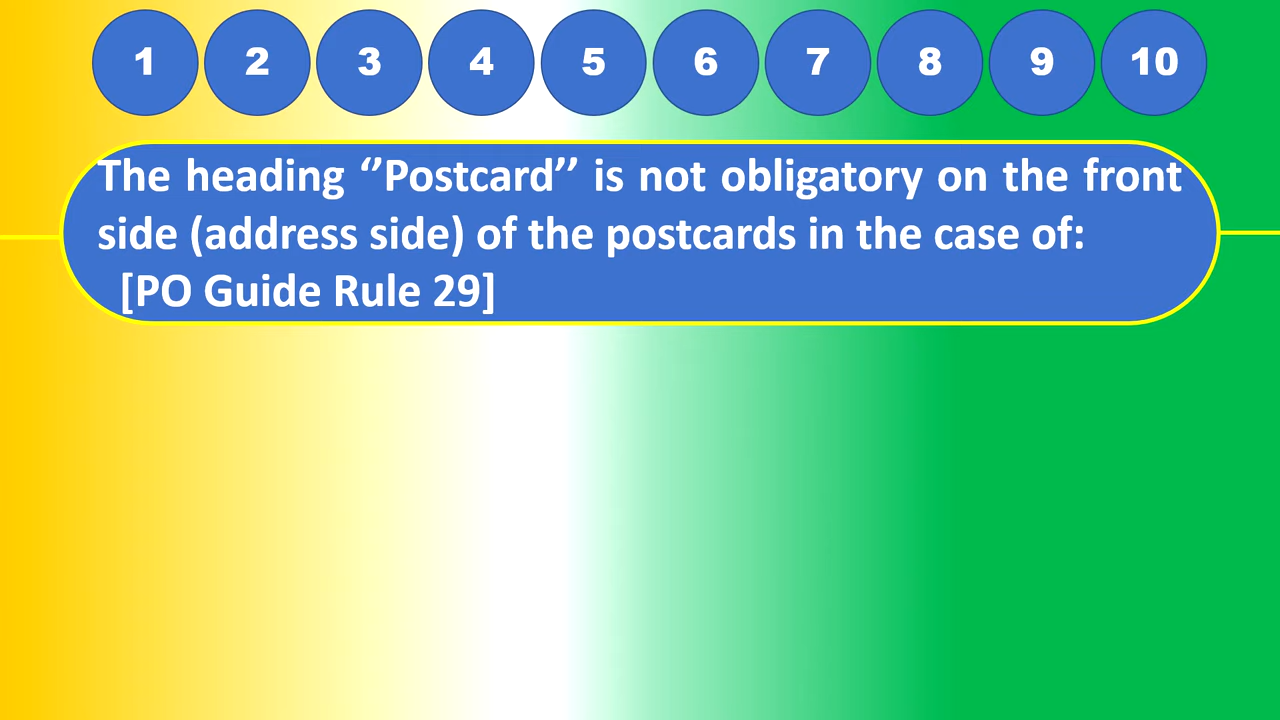 1 2 3 4 5 6 7 8 9 10
The heading ‘’Postcard’’ is not obligatory on the front
side (address side) of the postcards in the case of:
[PO Guide Rule 29]